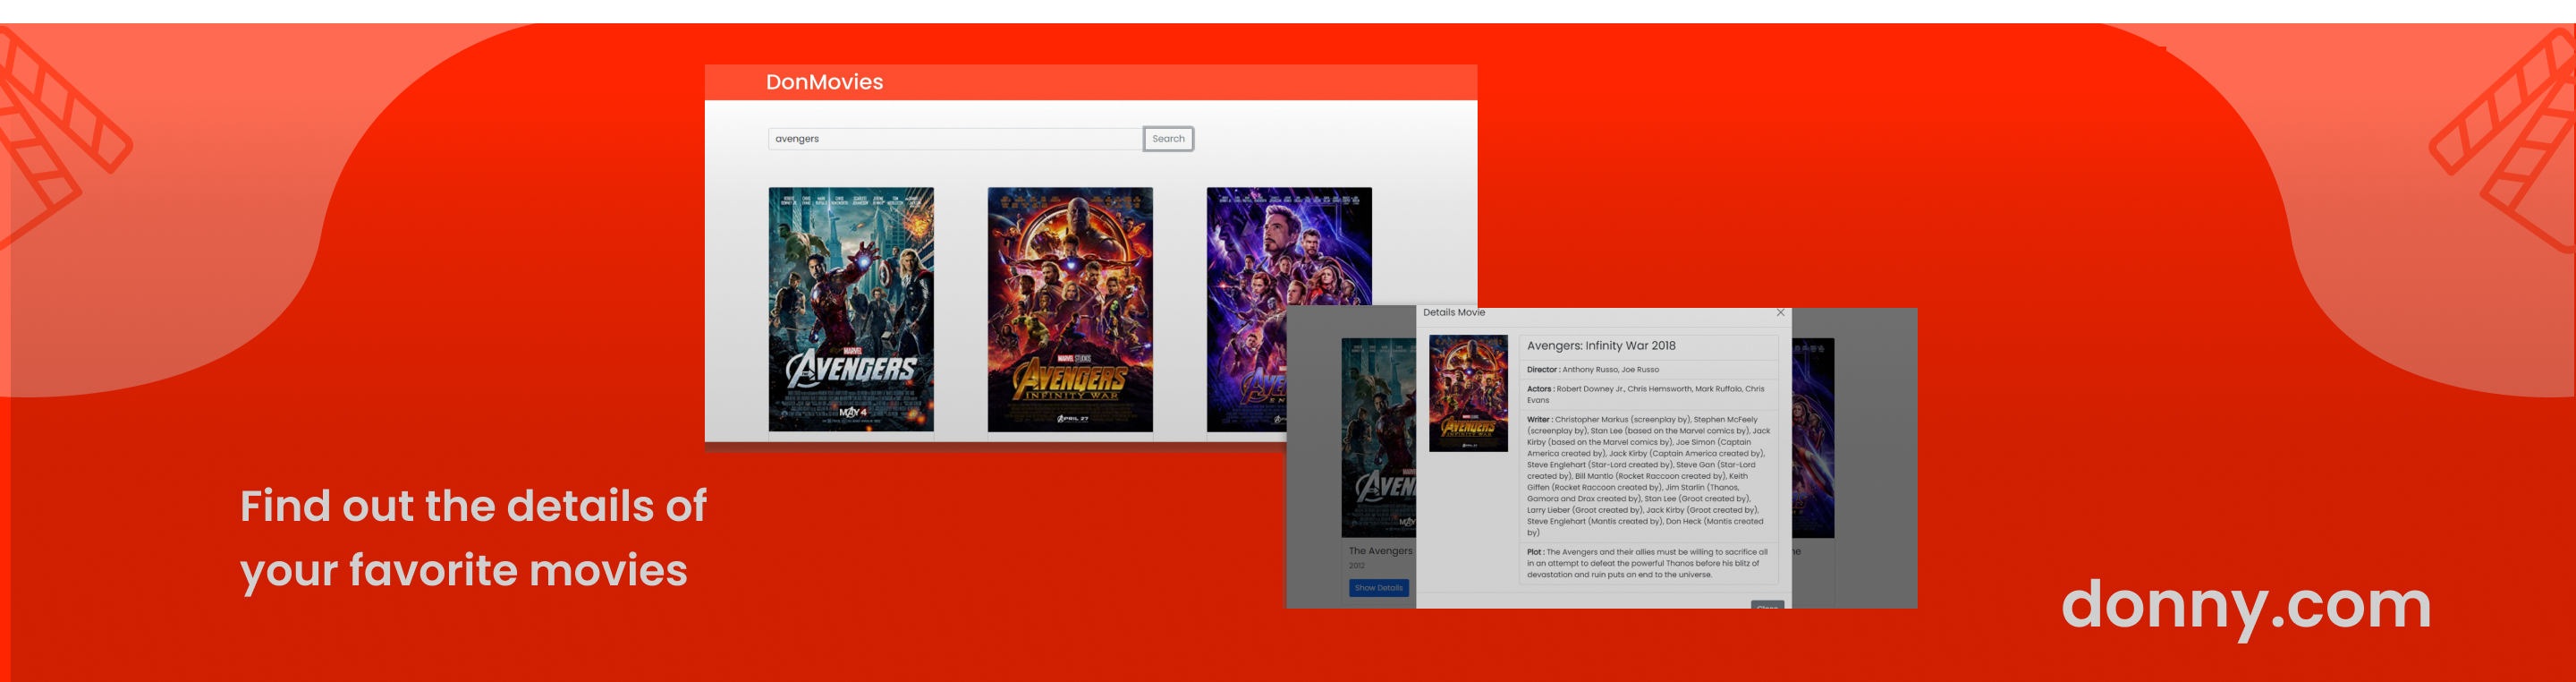 DonMovies
avengers
Search
MARVEL
AVENGERS
MAY 4
MARVEL STUDIOS
AVENGERS
INFINITY WAR
APRIL 27
Details Movie
Avengers: Infinity War 2018
Director : Anthony Russo, Joe Russo
Actors : Robert Downey Jr., Chris Hemsworth, Mark Ruffalo, Chris
Evans
Writer : Christopher Markus (screenplay by), Stephen McFeely
(screenplay by), Stan Lee (based on the Marvel comics by), Jack
Kirby (based on the Marvel comics by), Joe Simon (Captain
America created by), Jack Kirby (Captain America created by),
Steve Englehart (Star-Lord created by), Steve Gan (Star-Lord
created by), Bill Mantlo (Rocket Raccoon created by), Keith
Giffen (Rocket Raccoon created by), Jim Starlin (Thanos,
Gamora and Drax created by), Stan Lee (Groot created by),
Larry Lieber (Groot created by), Jack Kirby (Groot created by),
Steve Englehart (Mantis created by), Don Heck (Mantis created
by)
Plot : The Avengers and their allies must be willing to sacrifice all
in an attempt to defeat the powerful Thanos before his blitz of
devastation and ruin puts an end to the universe.
AVENGERS
INFINITY WAR
The Avengers
2012
Show Details
Close
Find out the details of
your favorite movies
donny.com